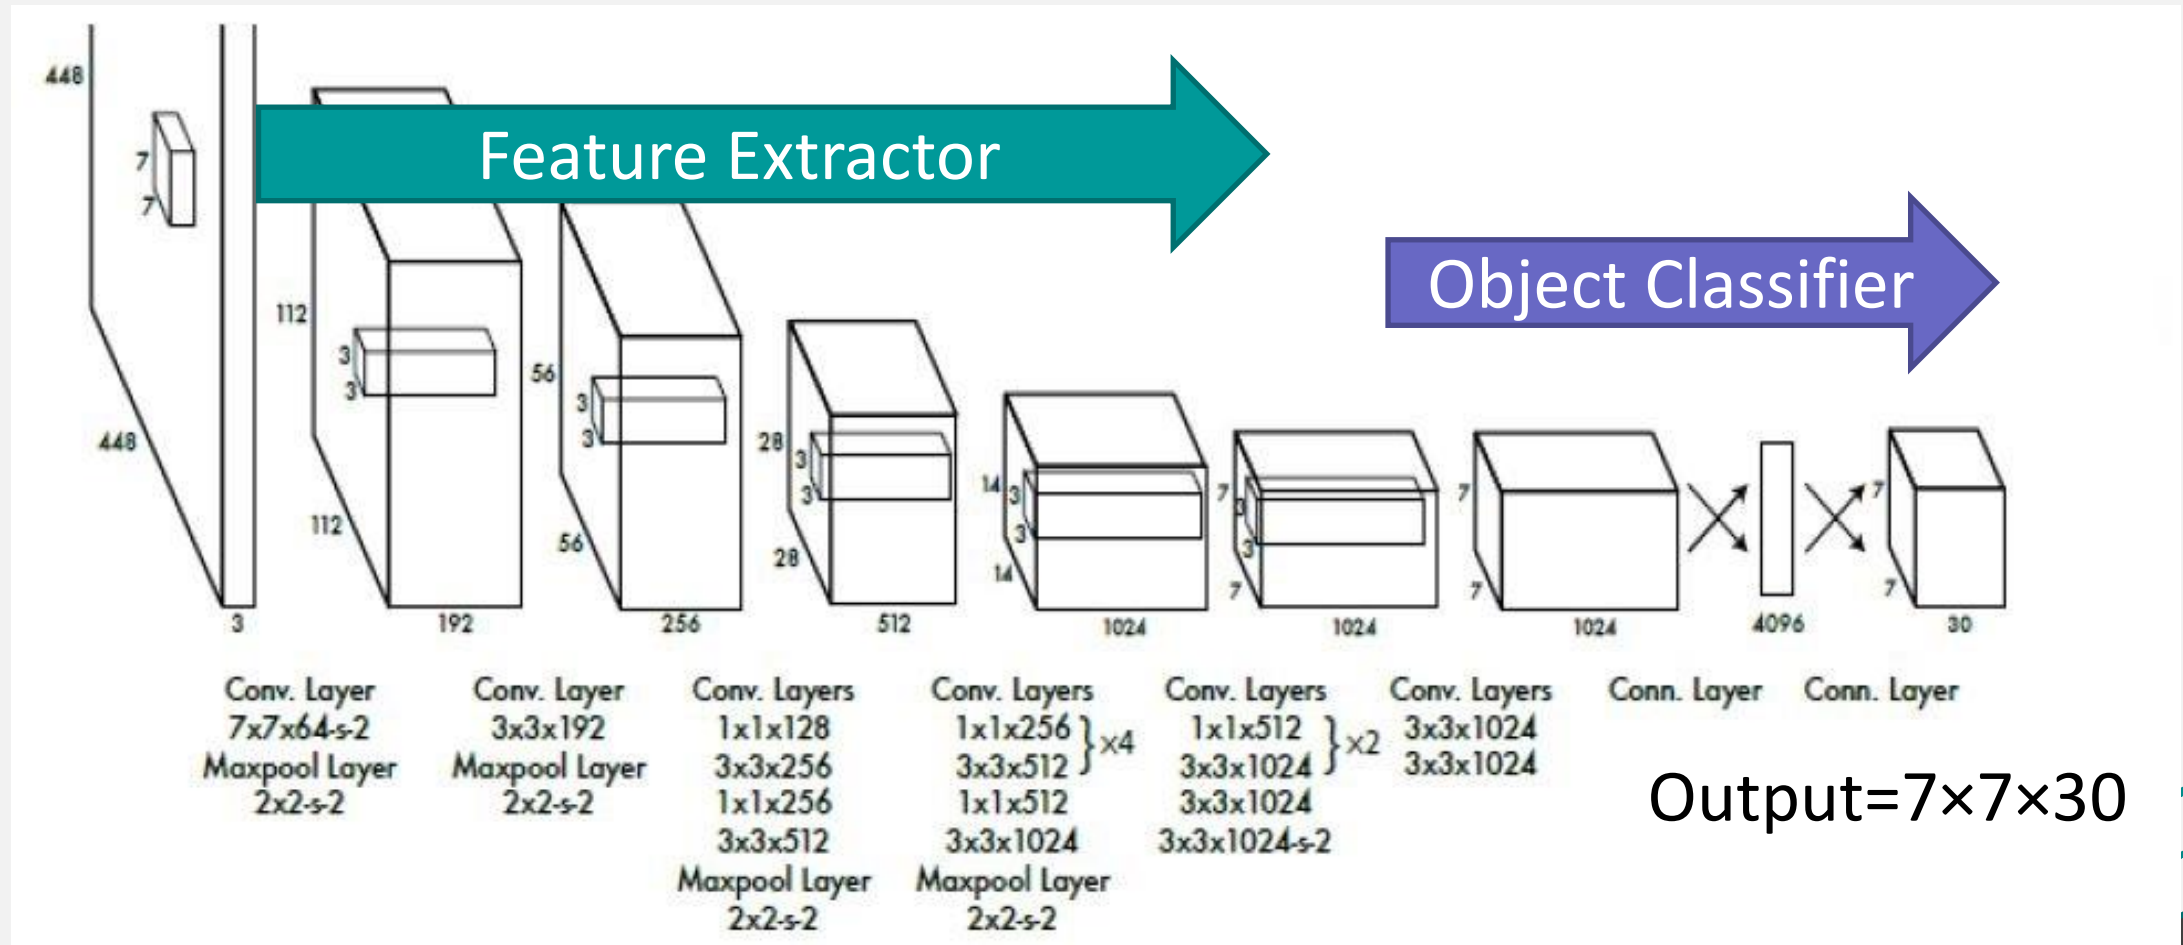 Feature Extractor
Object Classifier
448
7
7
448
3
112
3
3
112
192
56
3
3
56
256
28
3
3
28
512
14
3
3
14
1024
7
3
3
7
1024
7
7
1024
4096
7
7
30
Conv. Layer
7x7x64-s-2
Maxpool Layer
2x2-s-2
Conv. Layer
3x3x192
Maxpool Layer
2x2-s-2
Conv. Layers
1x1x128
3x3x256
1x1x256
3x3x512
Maxpool Layer
2x2-s-2
Conv. Layers
1x1x256
3x3x512
}x4
1x1x512
3x3x1024
Maxpool Layer
2x2-s-2
Conv. Layers
1x1x512
3x3x1024
}x2
3x3x1024
3x3x1024-s-2
Conv. Layers
3x3x1024
3x3x1024
Conn. Layer
Conn. Layer
Output=7×7×30